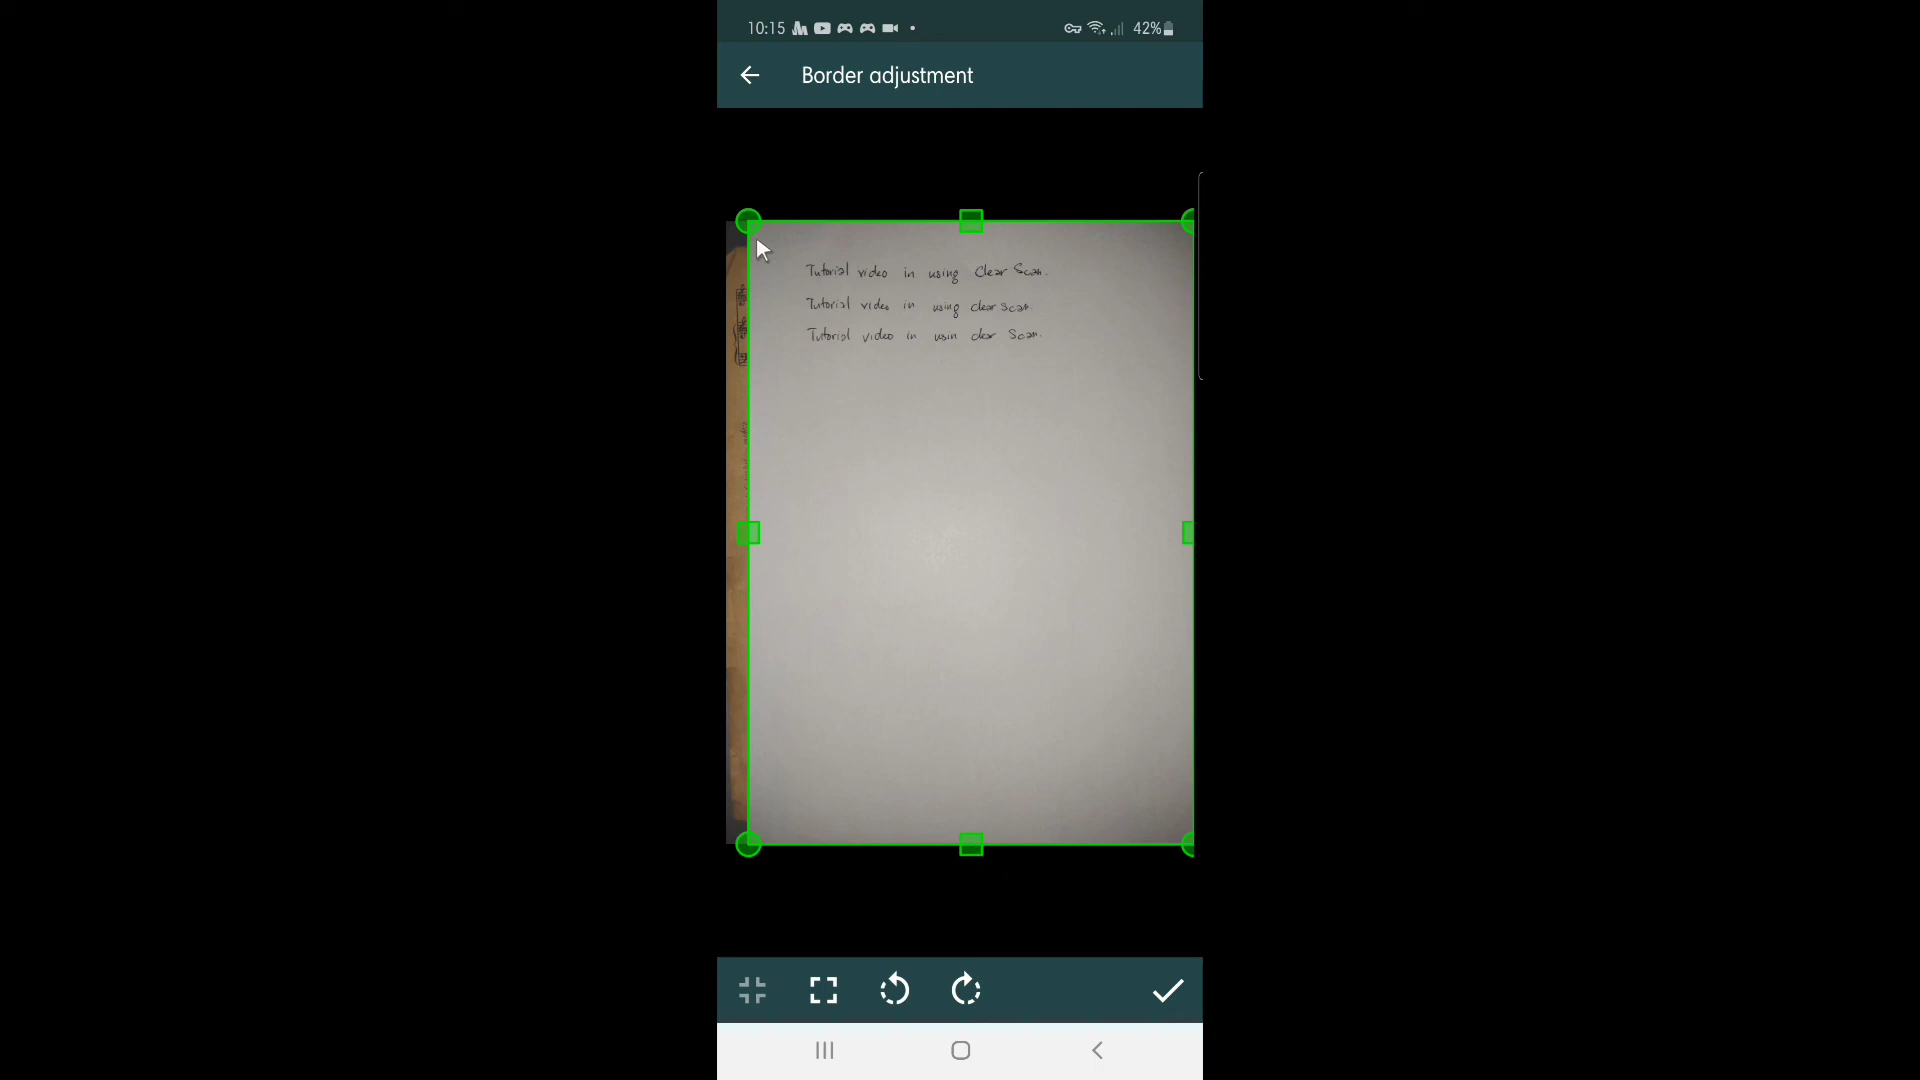 10:15 42%
Border adjustment
Tutorial video in using Clear Scan.
Tutorial video in using clear scan.
Tutorial video in usin clear Scan.